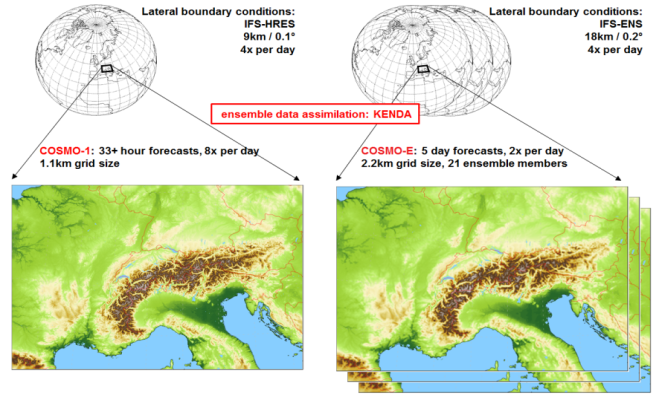 Lateral boundary conditions:
IFS-HRES
9km / 0.1°
4x per day
Lateral boundary conditions:
IFS-ENS
18km / 0.2°
4x per day
ensemble data assimilation: KENDA
COSMO-1: 33+ hour forecasts, 8x per day
1.1km grid size
COSMO-E: 5 day forecasts, 2x per day
2.2km grid size, 21 ensemble members